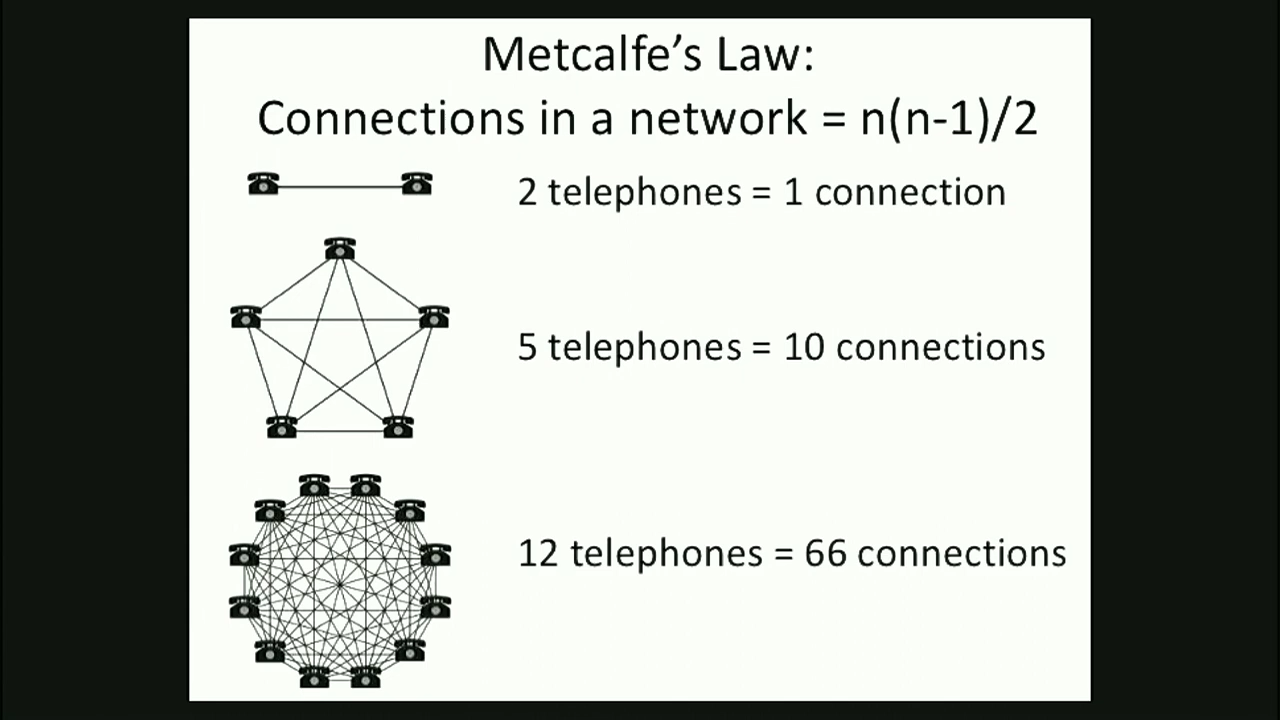 Metcalfe’s Law:
Connections in a network = n(n-1)/2
2 telephones = 1 connection
5 telephones = 10 connections
12 telephones = 66 connections